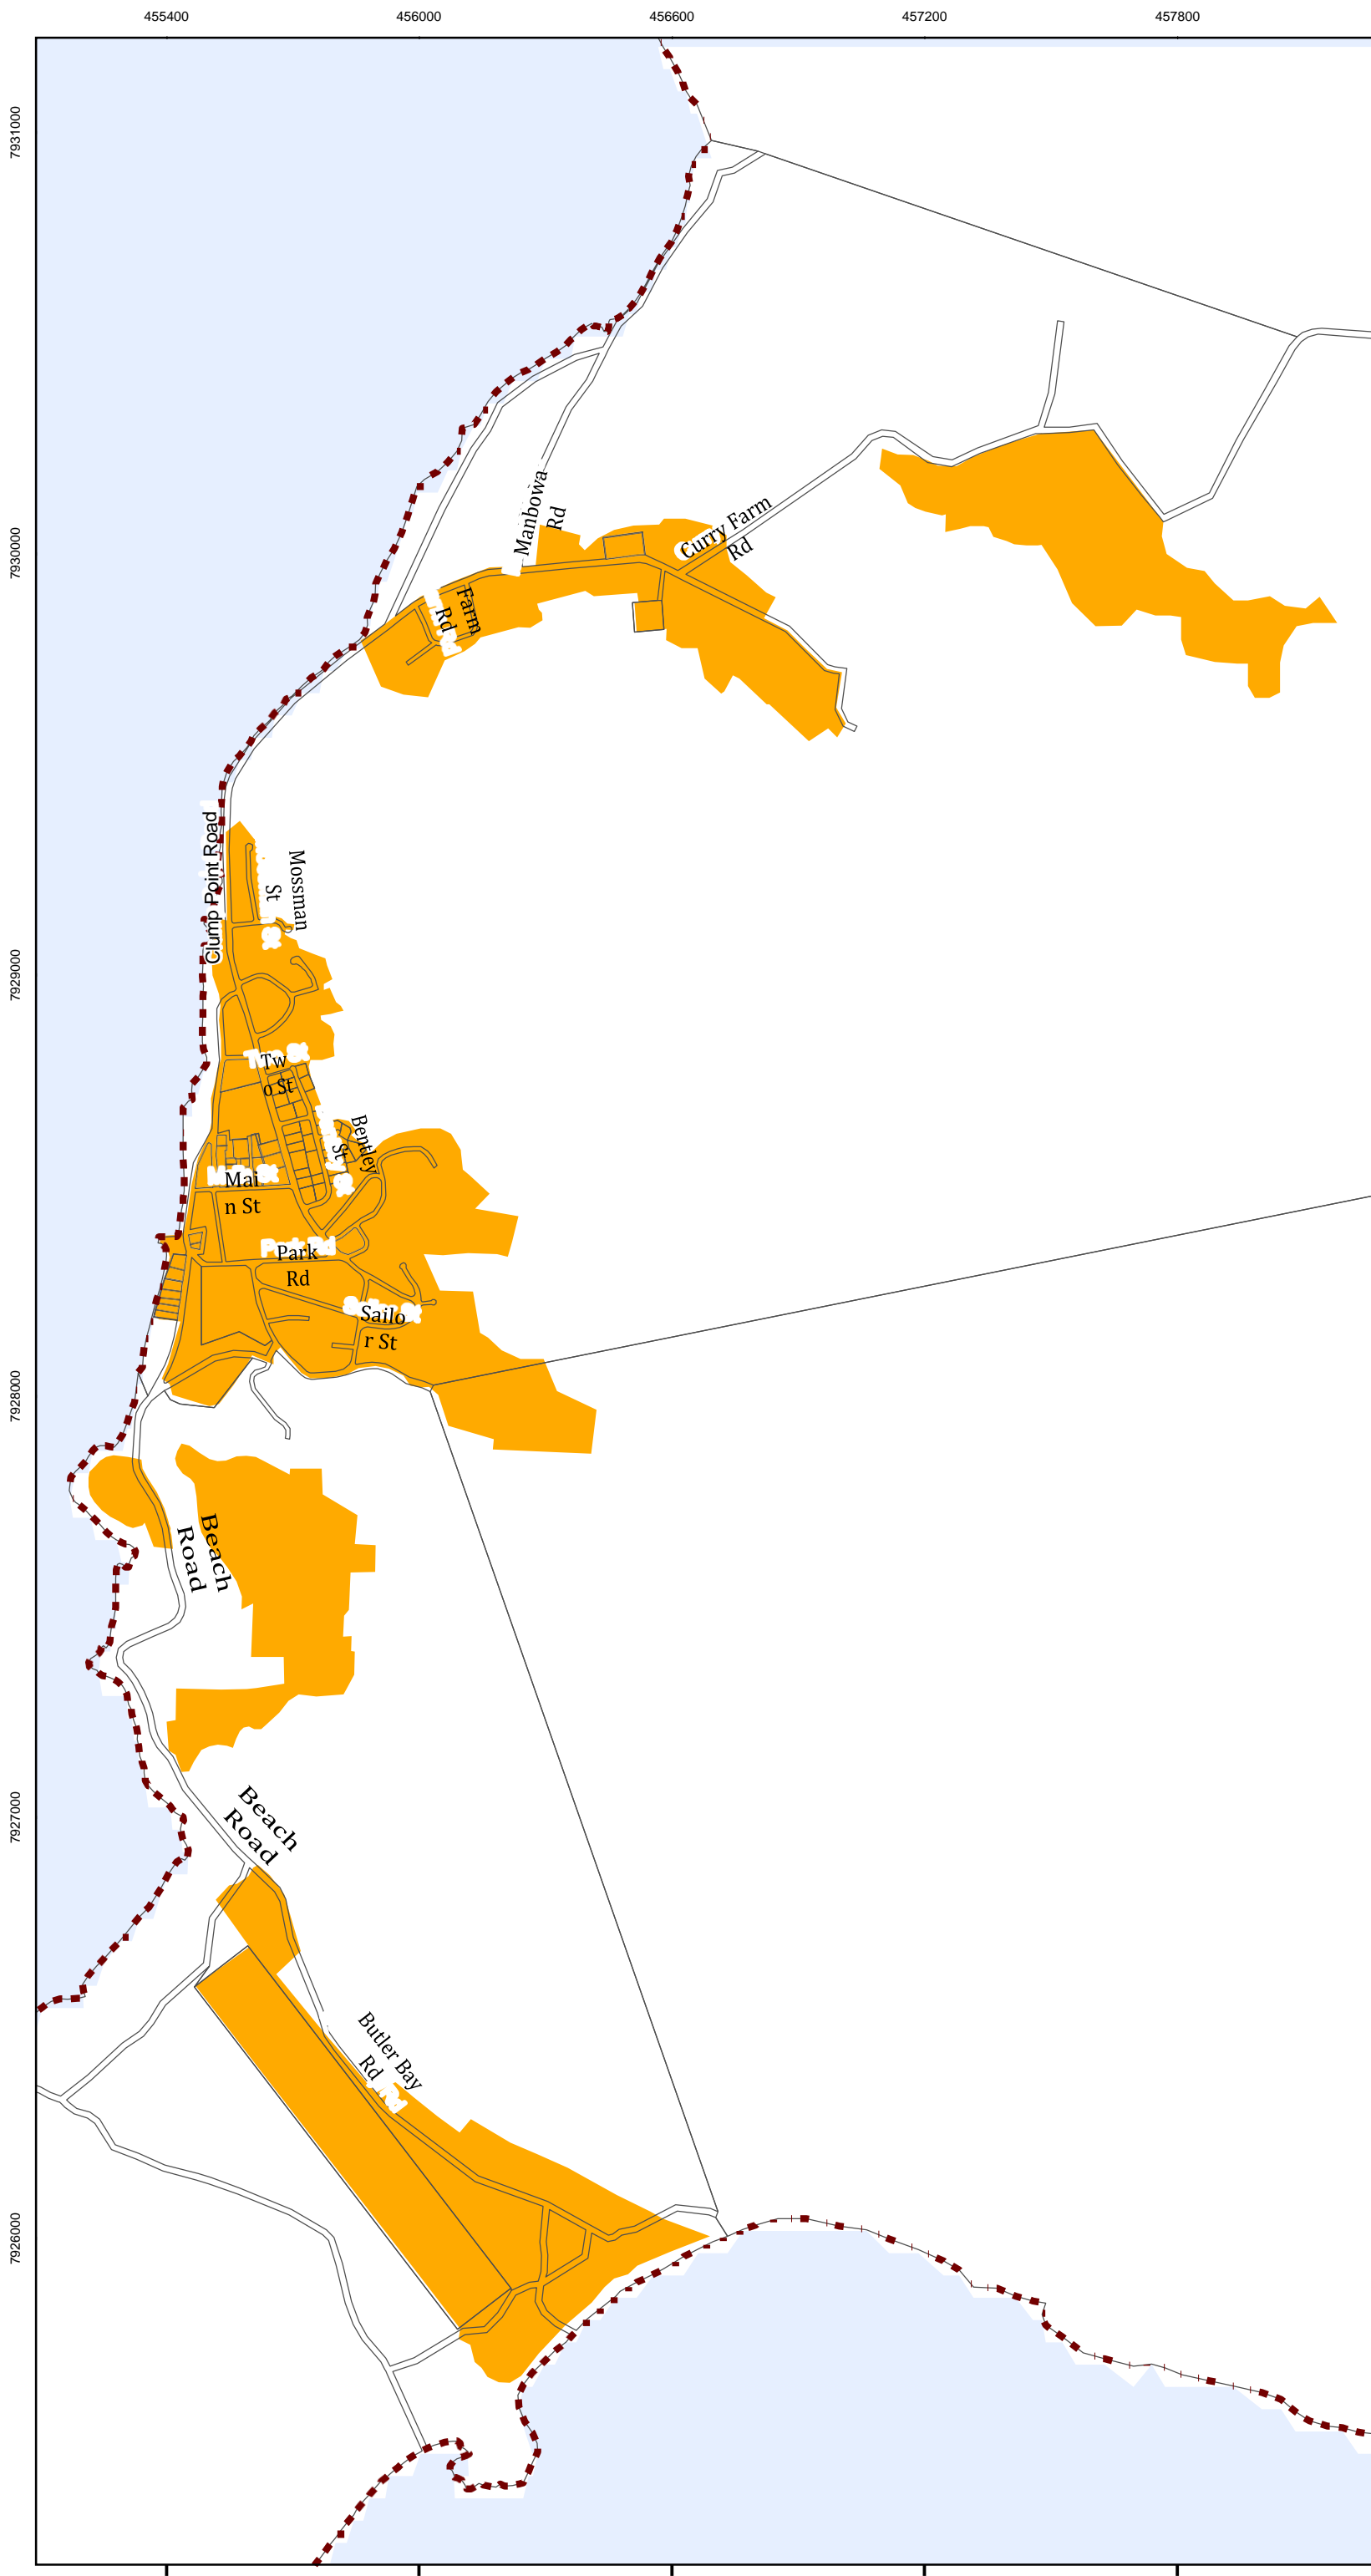 455400
456000
456600
457200
457800
7931000
Manbowa
Rd
Curry Farm
Rd
7930000
Farm
Rd
Clump Point Road
Mossman
St
7929000
Tw
o St
Bentley
St
Mai
n St
Park
Rd
Sailo
r St
7928000
Beach
Road
Beach
Road
7927000
Butler Bay
Rd
7926000